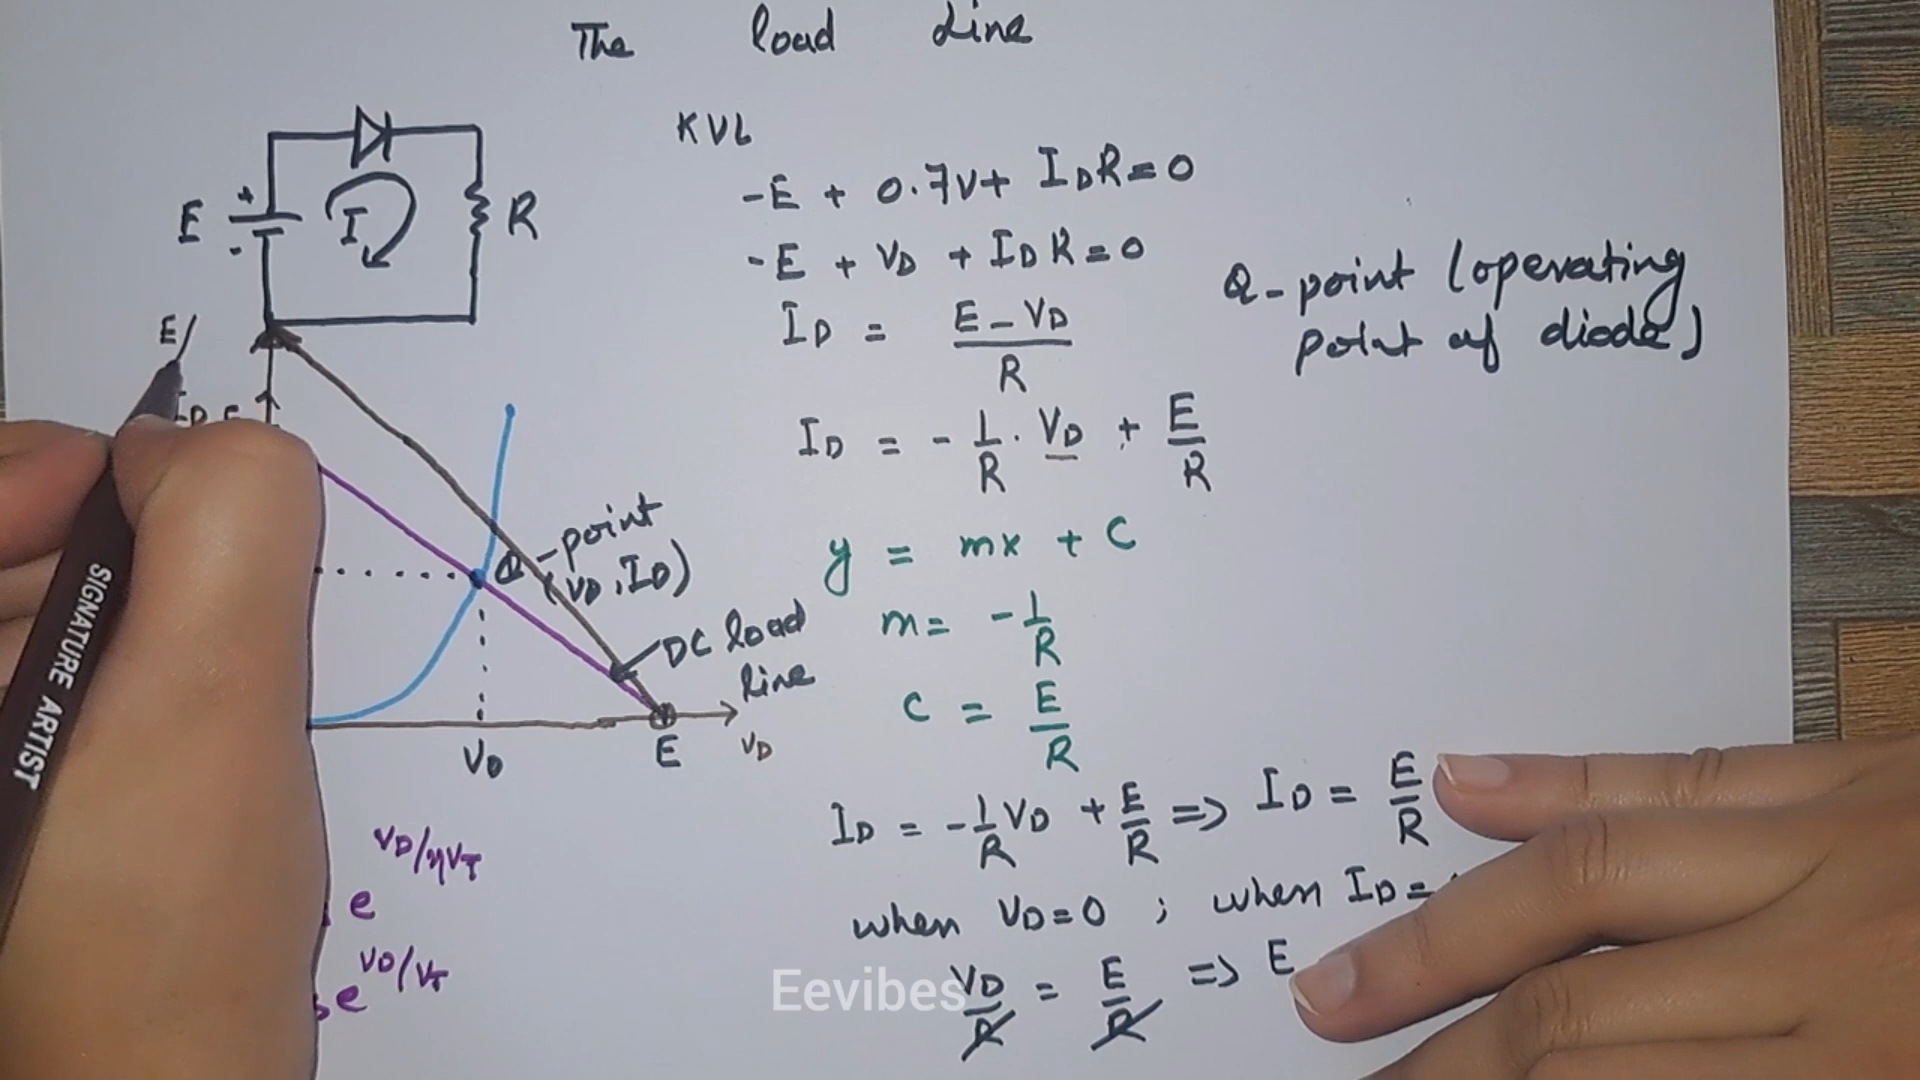 The load Line
E
+
-
I
R
KVL
-E + 0.7V + IDR = 0
-E + VD + IDR = 0
ID = E - VD / R
ID = - 1/R . VD + E/R
y = mx + c
m = - 1/R
c = E/R
ID = - 1/R VD + E/R => ID = E/R
when VD = 0 ; when ID =
VD/R = E/R => E
Q-point (operating
point of diode)
E/
Q-point
(VD, ID)
DC load
line
VD
E
VD
e VD/ηVT
se VD/VT
SIGNATURE ARTIST
Eevibes